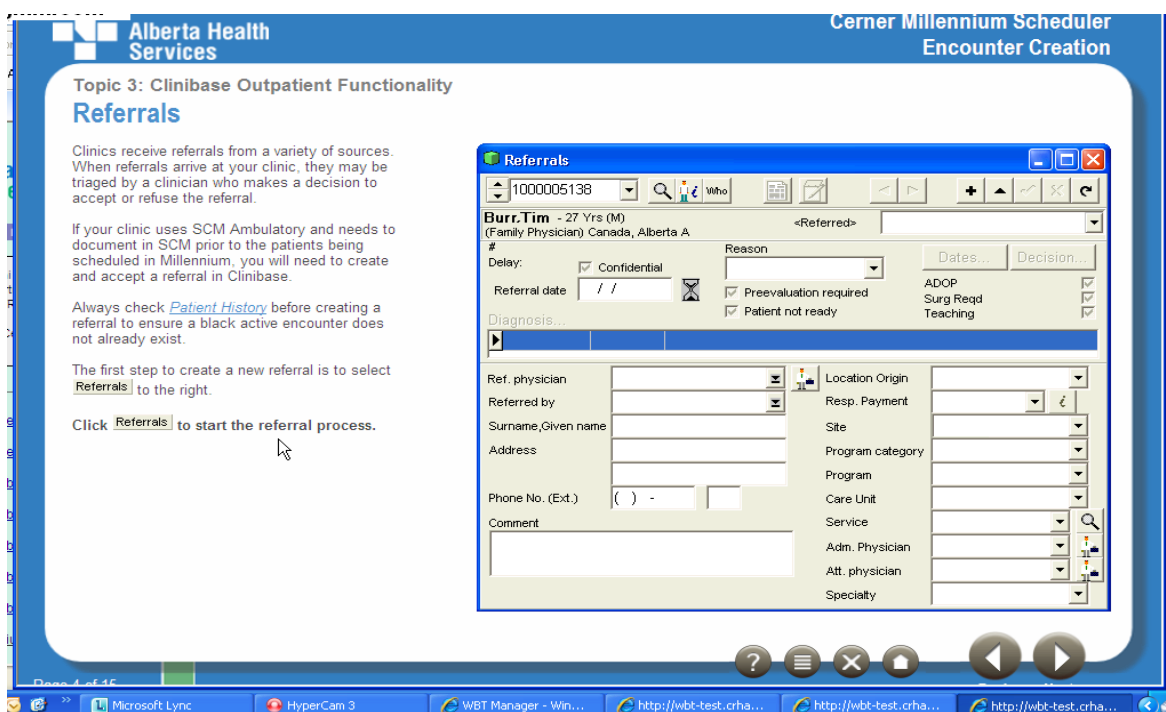 Alberta Health
Services
Cerner Millennium Scheduler
Encounter Creation
Topic 3: Clinibase Outpatient Functionality
Referrals
Clinics receive referrals from a variety of sources.
When referrals arrive at your clinic, they may be
triaged by a clinician who makes a decision to
accept or refuse the referral.
If your clinic uses SCM Ambulatory and needs to
document in SCM prior to the patients being
scheduled in Millennium, you will need to create
and accept a referral in Clinibase.
Always check Patient History before creating a
referral to ensure a black active encounter does
not already exist.
The first step to create a new referral is to select
Referrals to the right.
Click Referrals to start the referral process.
Referrals
1000005138 Who
Burr,Tim - 27 Yrs (M)
(Family Physician) Canada, Alberta A
<Referred>
#
Delay:
Confidential
Referral date / /
Diagnosis...
Reason
Preevaluation required
Patient not ready
Dates... Decision...
ADOP
Surg Reqd
Teaching
Ref. physician
Referred by
Surname,Given name
Address
Phone No. (Ext.) ( ) -
Comment
Location Origin
Resp. Payment
Site
Program category
Program
Care Unit
Service
Adm. Physician
Att. physician
Specialty
Page 4 of 15
Microsoft Lync
HyperCam 3
WBT Manager - Win...
http://wbt-test.crha...
http://wbt-test.crha...
http://wbt-test.crha...